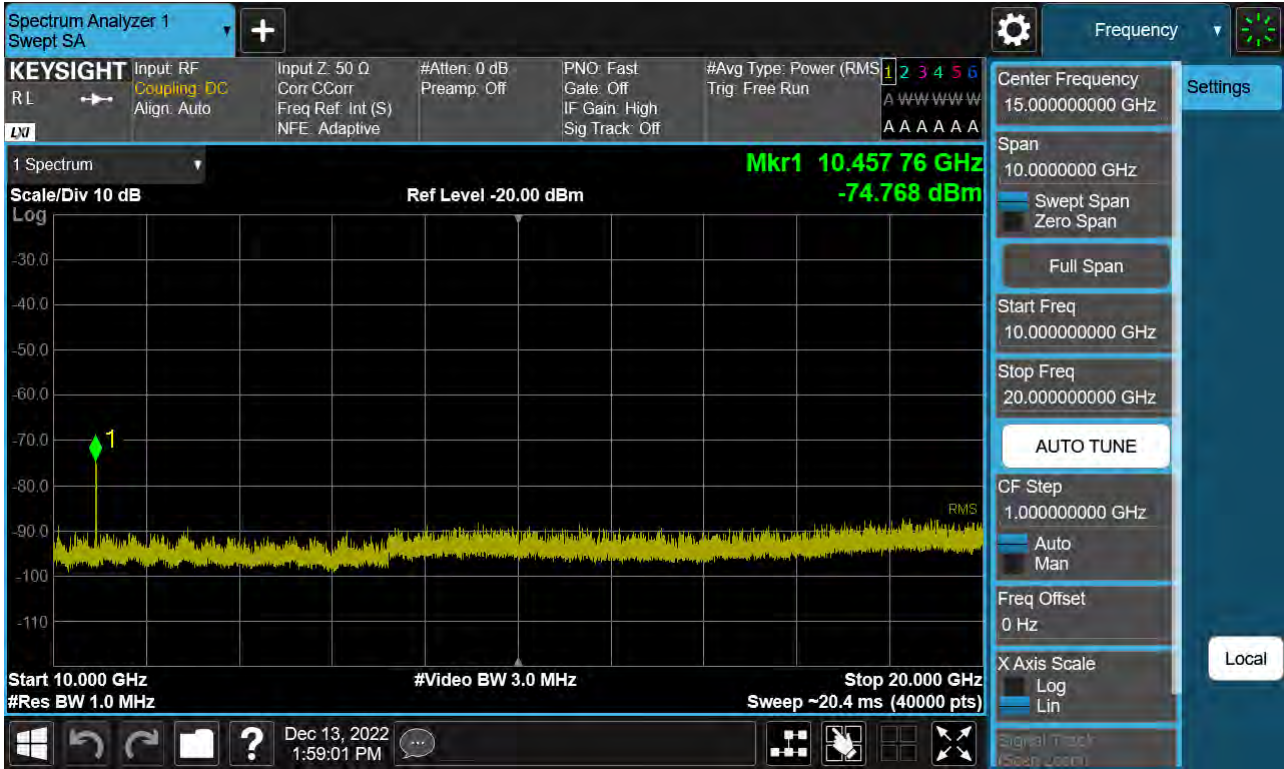 Spectrum Analyzer 1
Swept SA
Frequency
KEYSIGHT
RL
LXI
Input: RF
Coupling: DC
Align: Auto
Input Z: 50 Ω
Corr CCorr
Freq Ref: Int (S)
NFE: Adaptive
#Atten: 0 dB
Preamp: Off
PNO: Fast
Gate: Off
IF Gain: High
Sig Track: Off
#Avg Type: Power (RMS
Trig: Free Run
1 2 3 4 5 6
A W W W W W
A A A A A A
1 Spectrum
Mkr1 10.457 76 GHz
Scale/Div 10 dB
Ref Level -20.00 dBm
-74.768 dBm
Log
-30.0
-40.0
-50.0
-60.0
-70.0
1
-80.0
RMS
-90.0
-100
-110
Start 10.000 GHz
#Video BW 3.0 MHz
Stop 20.000 GHz
#Res BW 1.0 MHz
Sweep ~20.4 ms (40000 pts)
Dec 13, 2022
1:59:01 PM
Center Frequency
15.000000000 GHz
Settings
Span
10.0000000 GHz
Swept Span
Zero Span
Full Span
Start Freq
10.000000000 GHz
Stop Freq
20.000000000 GHz
AUTO TUNE
CF Step
1.000000000 GHz
Auto
Man
Freq Offset
0 Hz
X Axis Scale
Log
Lin
Local
Signal Track
(Span Zoom)